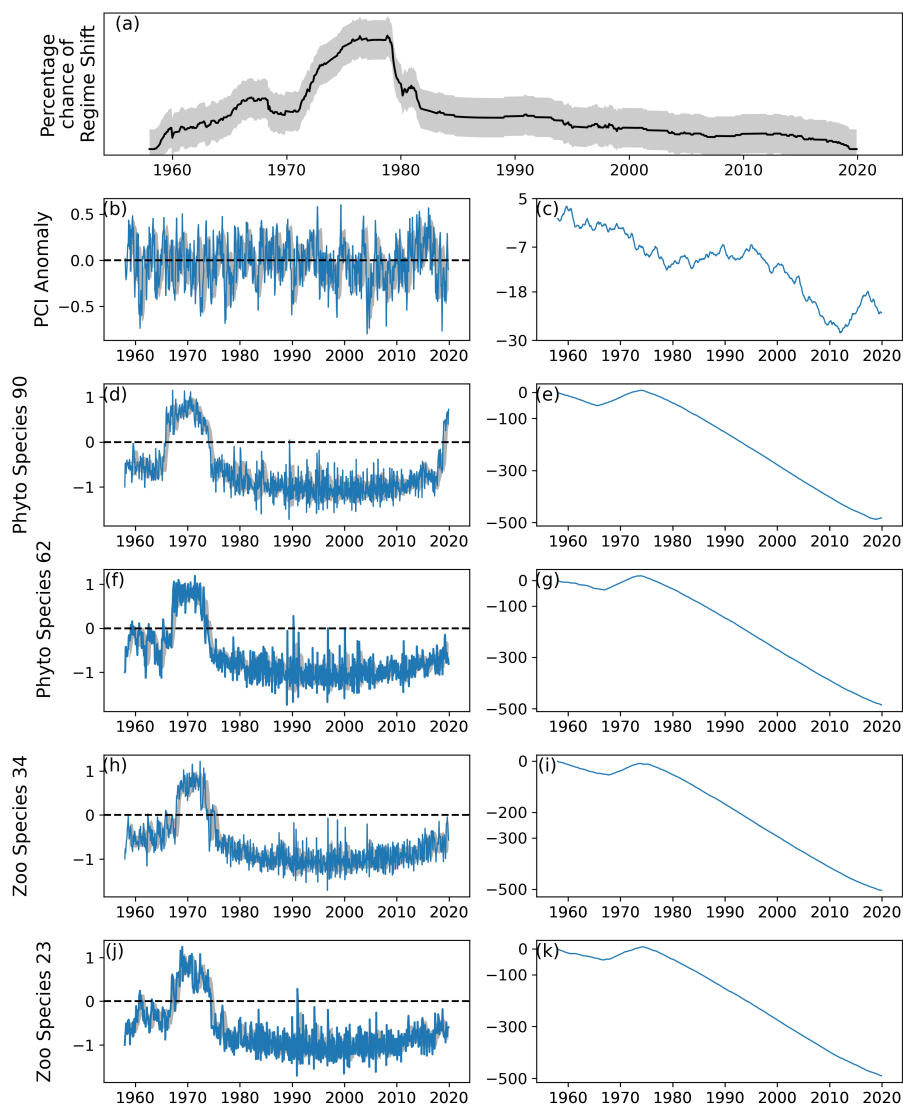 Percentage
chance of
Regime Shift
(a)
1960 1970 1980 1990 2000 2010 2020
PCI Anomaly
(b)
0.5
0.0
−0.5
1960 1970 1980 1990 2000 2010 2020
(c)
5
−7
−18
−30
1960 1970 1980 1990 2000 2010 2020
Phyto Species 90
(d)
1
0
−1
1960 1970 1980 1990 2000 2010 2020
(e)
0
−100
−300
−500
1960 1970 1980 1990 2000 2010 2020
Phyto Species 62
(f)
1
0
−1
1960 1970 1980 1990 2000 2010 2020
(g)
0
−100
−300
−500
1960 1970 1980 1990 2000 2010 2020
Zoo Species 34
(h)
1
0
−1
1960 1970 1980 1990 2000 2010 2020
(i)
0
−200
−300
−500
1960 1970 1980 1990 2000 2010 2020
Zoo Species 23
(j)
1
0
−1
1960 1970 1980 1990 2000 2010 2020
(k)
0
−100
−300
−500
1960 1970 1980 1990 2000 2010 2020